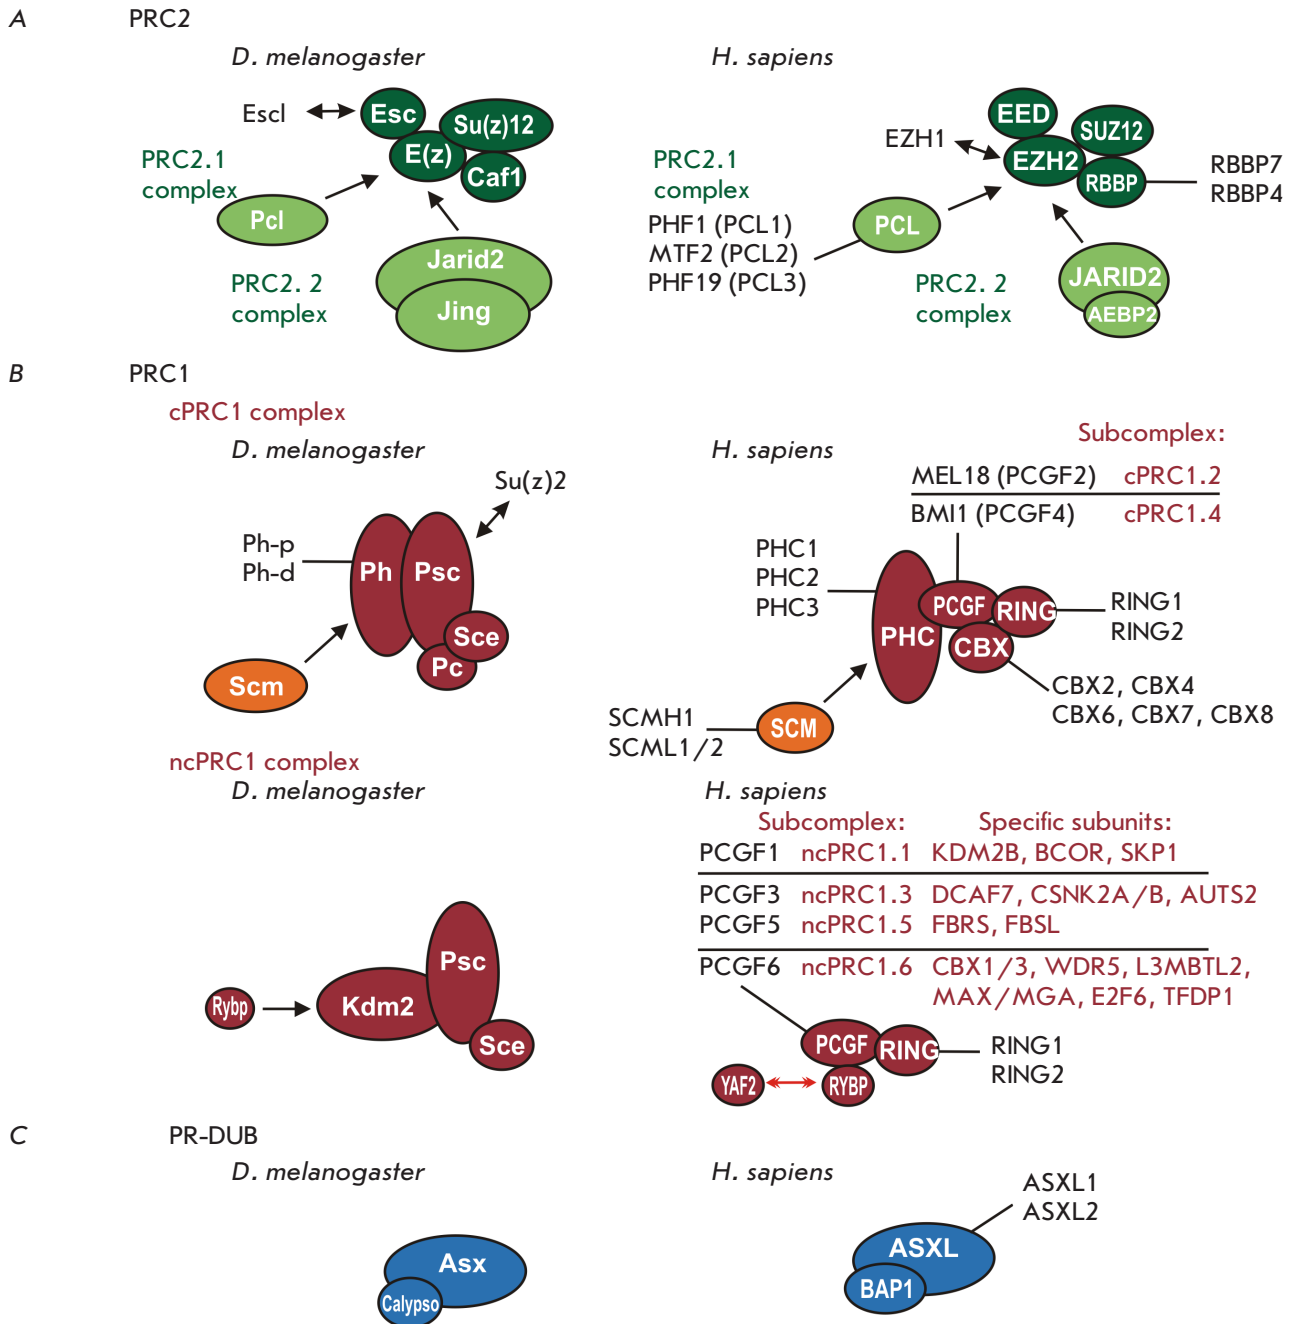 A PRC2
D. melanogaster
H. sapiens
Escl
Esc
Su(z)12
E(z)
Caf1
PRC2.1
complex
Pcl
Jarid2
Jing
PRC2. 2
complex
EZH1
EED
SUZ12
EZH2
RBBP
RBBP7
RBBP4
PRC2.1
complex
PHF1 (PCL1)
MTF2 (PCL2)
PHF19 (PCL3)
PCL
PRC2. 2
complex
JARID2
AEBP2
B PRC1
cPRC1 complex
D. melanogaster
Su(z)2
Ph-p
Ph-d
Ph
Psc
Sce
Pc
Scm
H. sapiens
Subcomplex:
MEL18 (PCGF2) cPRC1.2
BMI1 (PCGF4) cPRC1.4
PHC1
PHC2
PHC3
PHC
PCGF
RING
CBX
RING1
RING2
CBX2, CBX4
CBX6, CBX7, CBX8
SCMH1
SCML1/2
SCM
ncPRC1 complex
D. melanogaster
Rybp
Kdm2
Psc
Sce
H. sapiens
Subcomplex: Specific subunits:
PCGF1 ncPRC1.1 KDM2B, BCOR, SKP1
PCGF3 ncPRC1.3 DCAF7, CSNK2A/B, AUTS2
PCGF5 ncPRC1.5 FBRS, FBSL
PCGF6 ncPRC1.6 CBX1/3, WDR5, L3MBTL2,
MAX/MGA, E2F6, TFDP1
PCGF
RING
RING1
RING2
YAF2
RYBP
C PR-DUB
D. melanogaster
Asx
Calypso
H. sapiens
ASXL1
ASXL2
ASXL
BAP1